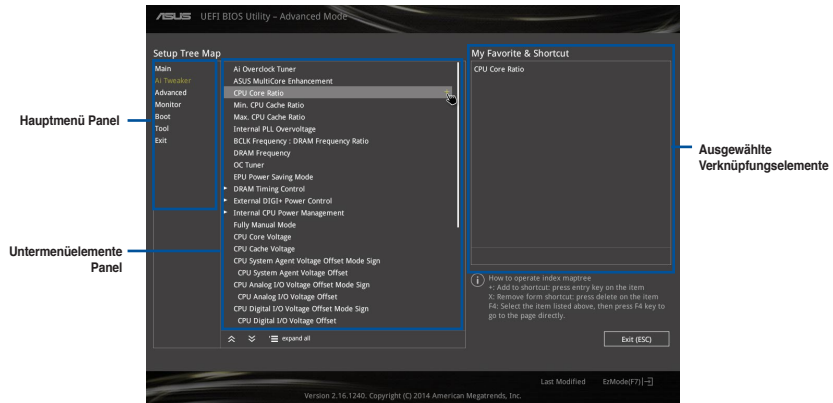 ASUS UEFI BIOS Utility – Advanced Mode
Setup Tree Map
Main
Ai Tweaker
Advanced
Monitor
Boot
Tool
Exit
Ai Overclock Tuner
ASUS MultiCore Enhancement
CPU Core Ratio
Min. CPU Cache Ratio
Max. CPU Cache Ratio
Internal PLL Overvoltage
BCLK Frequency : DRAM Frequency Ratio
DRAM Frequency
OC Tuner
EPU Power Saving Mode
DRAM Timing Control
External DIGI+ Power Control
Internal CPU Power Management
Fully Manual Mode
CPU Core Voltage
CPU Cache Voltage
CPU System Agent Voltage Offset Mode Sign
CPU System Agent Voltage Offset
CPU Analog I/O Voltage Offset Mode Sign
CPU Analog I/O Voltage Offset
CPU Digital I/O Voltage Offset Mode Sign
CPU Digital I/O Voltage Offset
expand all
My Favorite & Shortcut
CPU Core Ratio
How to operate index maptree
+: Add to shortcut: press entry key on the item
X: Remove form shortcut: press delete on the item
F4: Select the item listed above, then press F4 key to
go to the page directly.
Exit (ESC)
Last Modified
EzMode(F7)
Version 2.16.1240. Copyright (C) 2014 American Megatrends, Inc.
Hauptmenü Panel
Untermenüelemente
Panel
Ausgewählte
Verknüpfungselemente